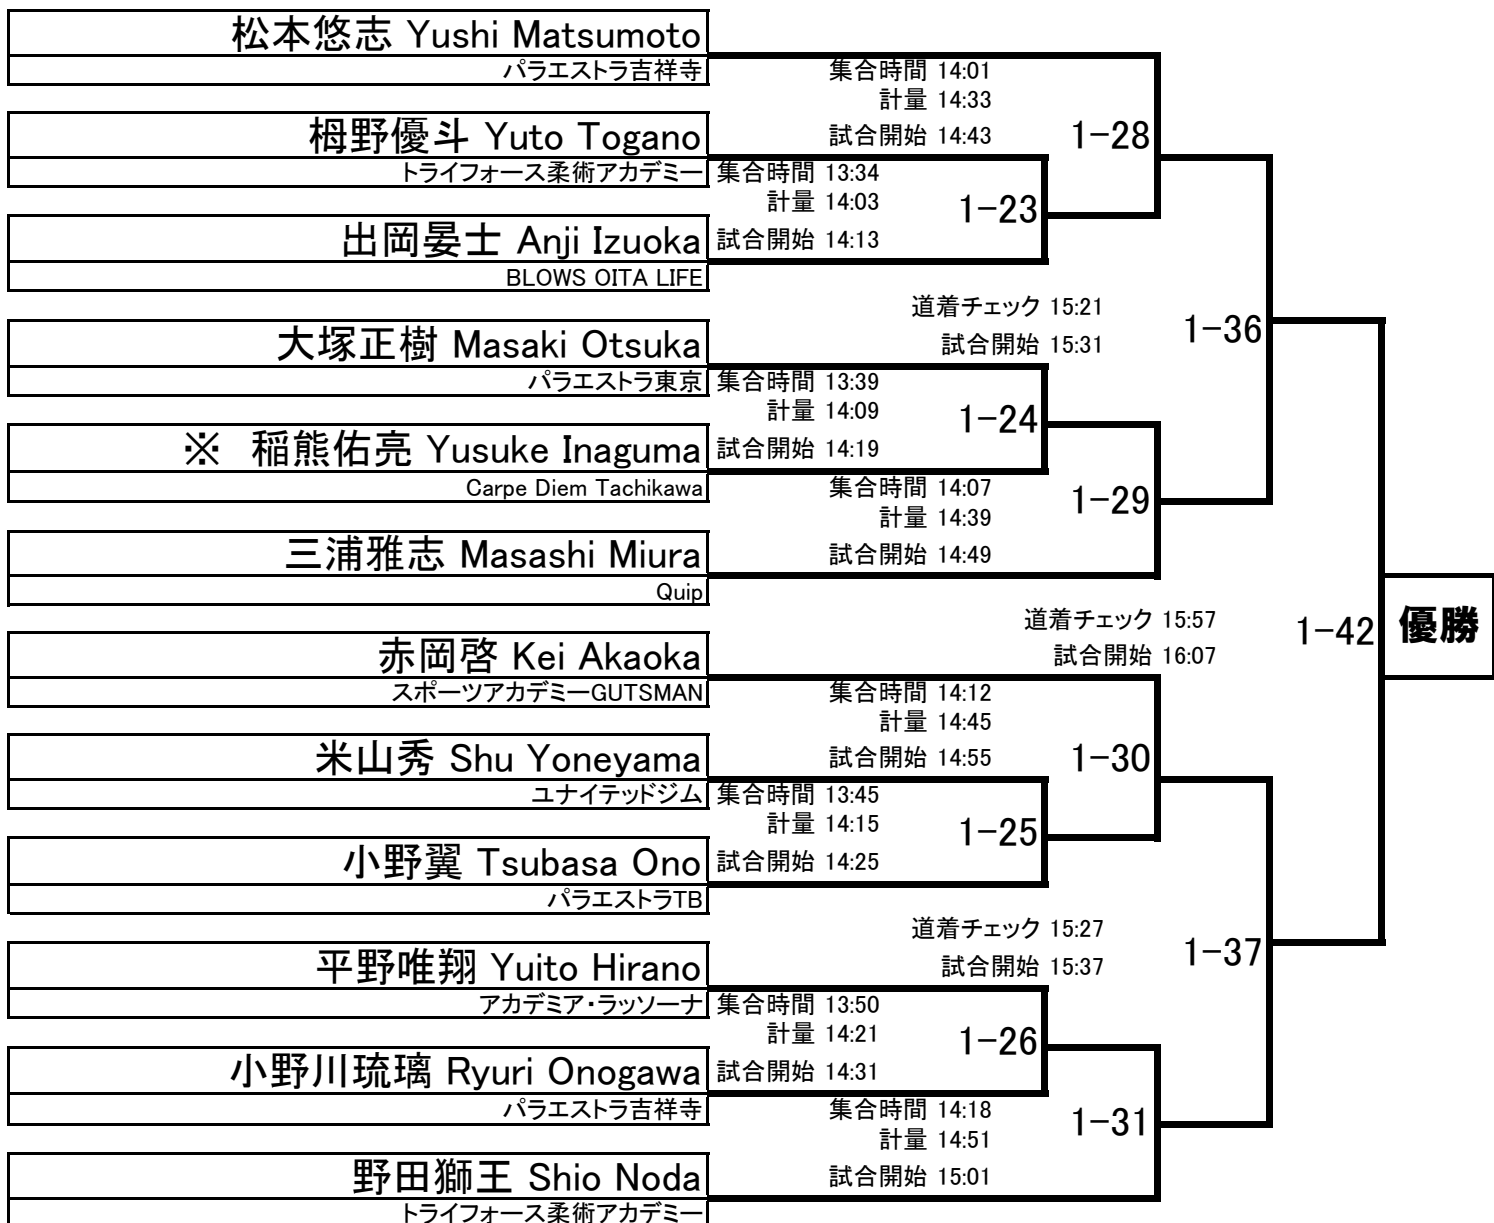 松本悠志 Yushi Matsumoto
パラエストラ吉祥寺
集合時間 14:01
計量 14:33
試合開始 14:43
1-28
栂野優斗 Yuto Togano
トライフォース柔術アカデミー
集合時間 13:34
計量 14:03
試合開始 14:13
1-23
出岡晏士 Anji Izuoka
BLOWS OITA LIFE
道着チェック 15:21
試合開始 15:31
1-36
大塚正樹 Masaki Otsuka
パラエストラ東京
集合時間 13:39
計量 14:09
試合開始 14:19
1-24
※ 稲熊佑亮 Yusuke Inaguma
Carpe Diem Tachikawa
集合時間 14:07
計量 14:39
試合開始 14:49
1-29
三浦雅志 Masashi Miura
Quip
道着チェック 15:57
試合開始 16:07
1-42
優勝
赤岡啓 Kei Akaoka
スポーツアカデミーGUTSMAN
集合時間 14:12
計量 14:45
試合開始 14:55
1-30
米山秀 Shu Yoneyama
ユナイテッドジム
集合時間 13:45
計量 14:15
試合開始 14:25
1-25
小野翼 Tsubasa Ono
パラエストラTB
道着チェック 15:27
試合開始 15:37
1-37
平野唯翔 Yuito Hirano
アカデミア・ラッソーナ
集合時間 13:50
計量 14:21
試合開始 14:31
1-26
小野川琉璃 Ryuri Onogawa
パラエストラ吉祥寺
集合時間 14:18
計量 14:51
試合開始 15:01
1-31
野田獅王 Shio Noda
トライフォース柔術アカデミー